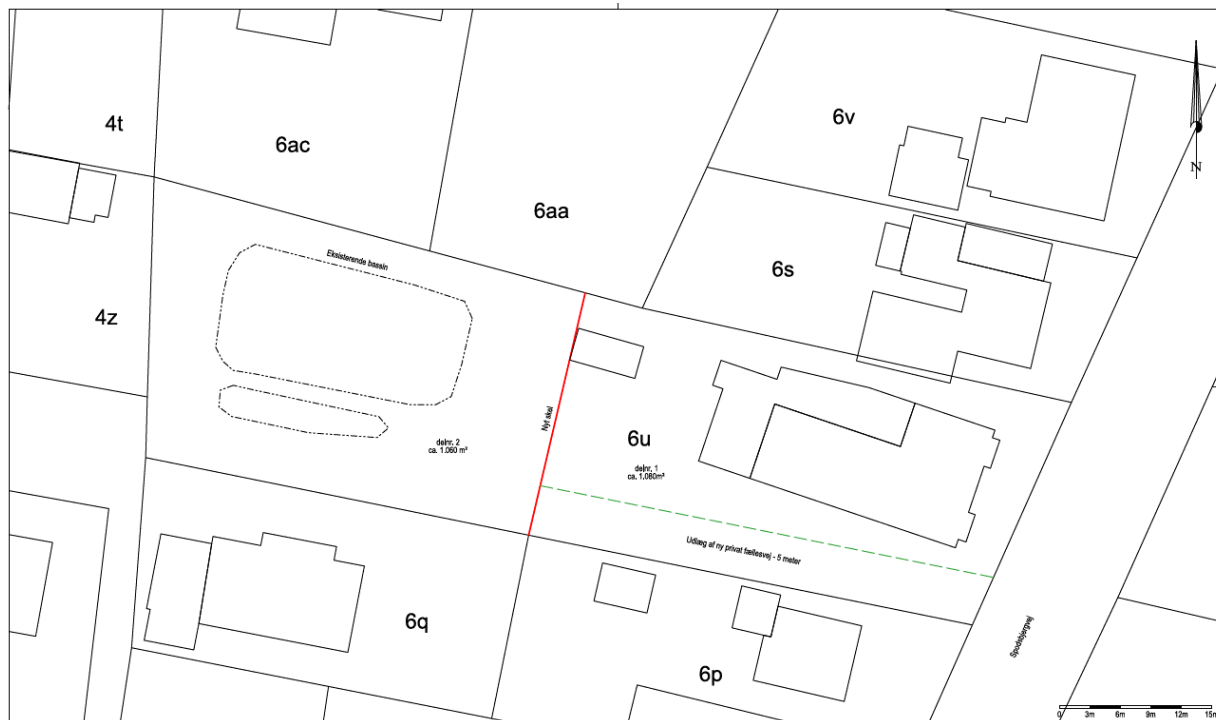 4t
6ac
6v
N
6aa
Eksisterende bassin
6s
4z
Nyt skel
6u
delnr. 2
ca. 1.060 m²
delnr. 1
ca. 1.080m²
Udlæg af ny privat fællesvej - 5 meter
Spodsbjergvej
6q
6p
0 3m 6m 9m 12m 15m